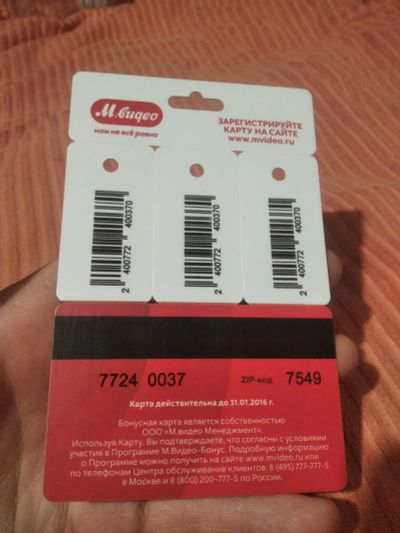 М.видео
нам не всё равно
ЗАРЕГИСТРИРУЙТЕ
КАРТУ НА САЙТЕ
www.mvideo.ru
2 400772 400370
2 400772 400370
2 400772 400370
7724 0037 ZIP-код 7549
Карта действительна до 31.01.2016 г.
Бонусная карта является собственностью
ООО «М.видео Менеджмент».
Используя Карту, Вы подтверждаете, что согласны с условиями
участия в Программе М.Видео-Бонус. Подробную информацию
о Программе можно получить на сайте www.mvideo.ru или
по телефонам Центра обслуживания клиентов: 8 (495) 777-777-5
в Москве и 8 (800) 200-777-5 по России.